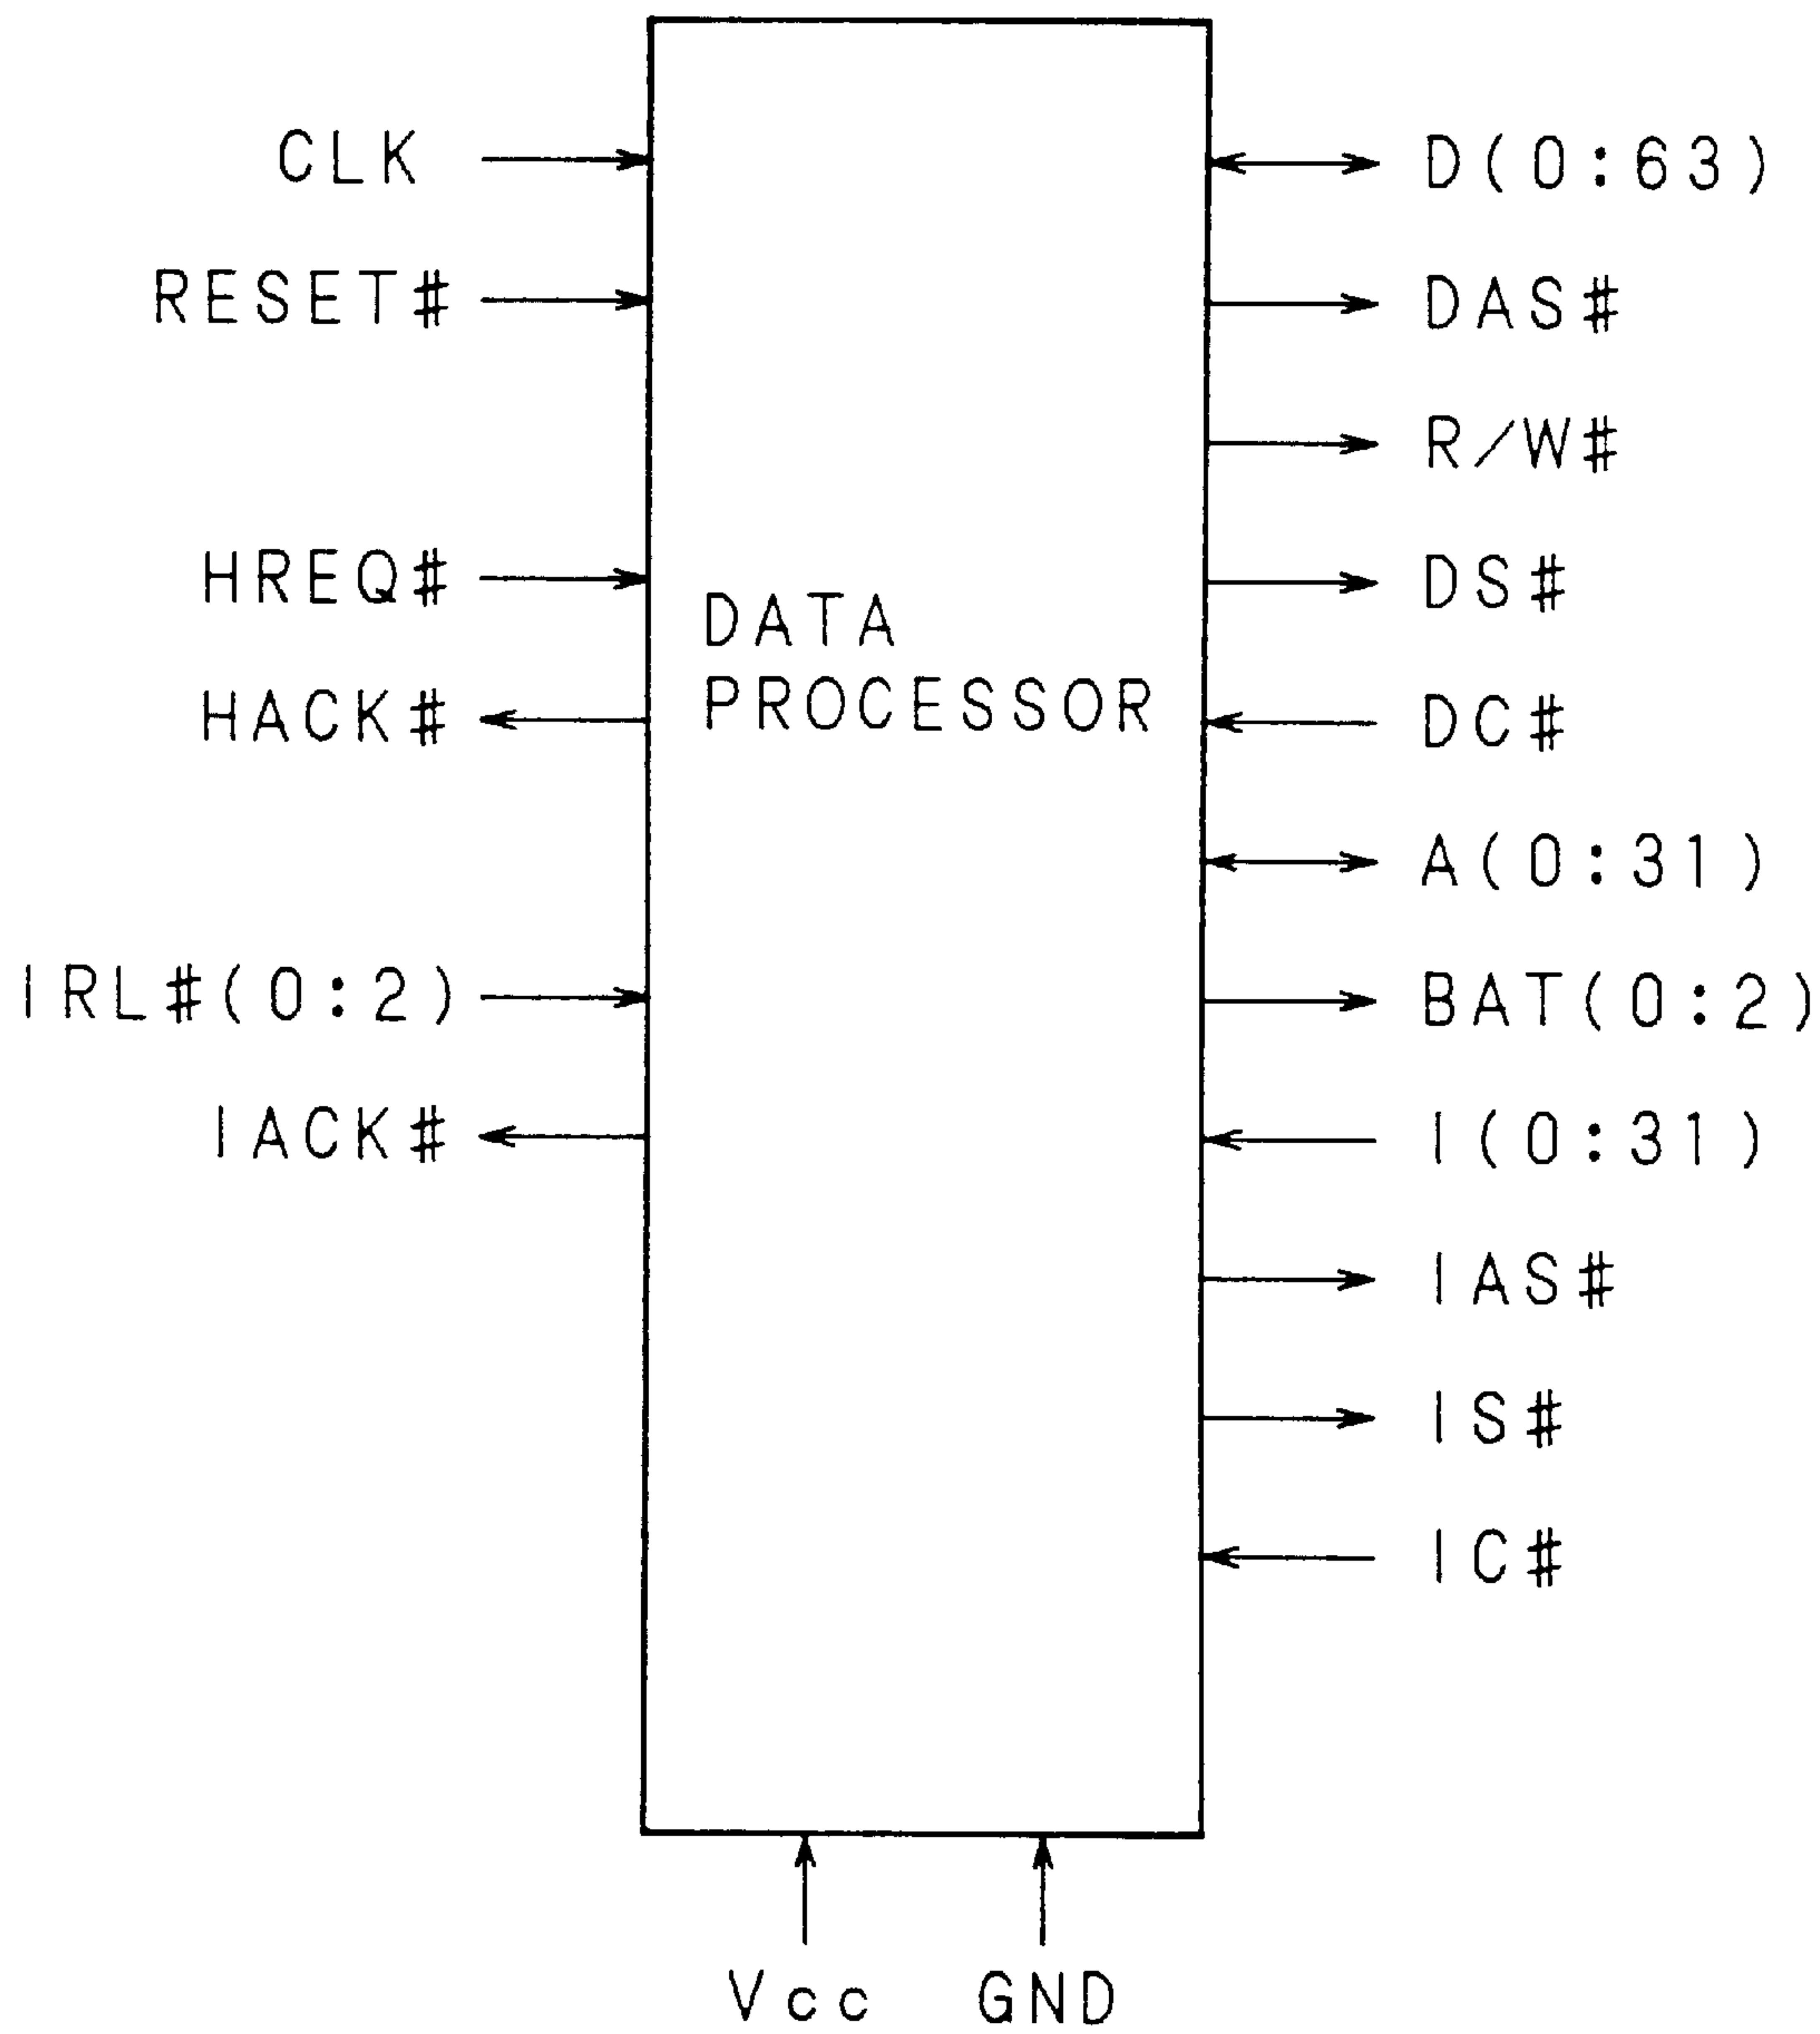 CLK
RESET#
HREQ#
HACK#
IRL#(0:2)
IACK#
DATA
PROCESSOR
D(0:63)
DAS#
R/W#
DS#
DC#
A(0:31)
BAT(0:2)
I(0:31)
IAS#
IS#
IC#
Vcc
GND